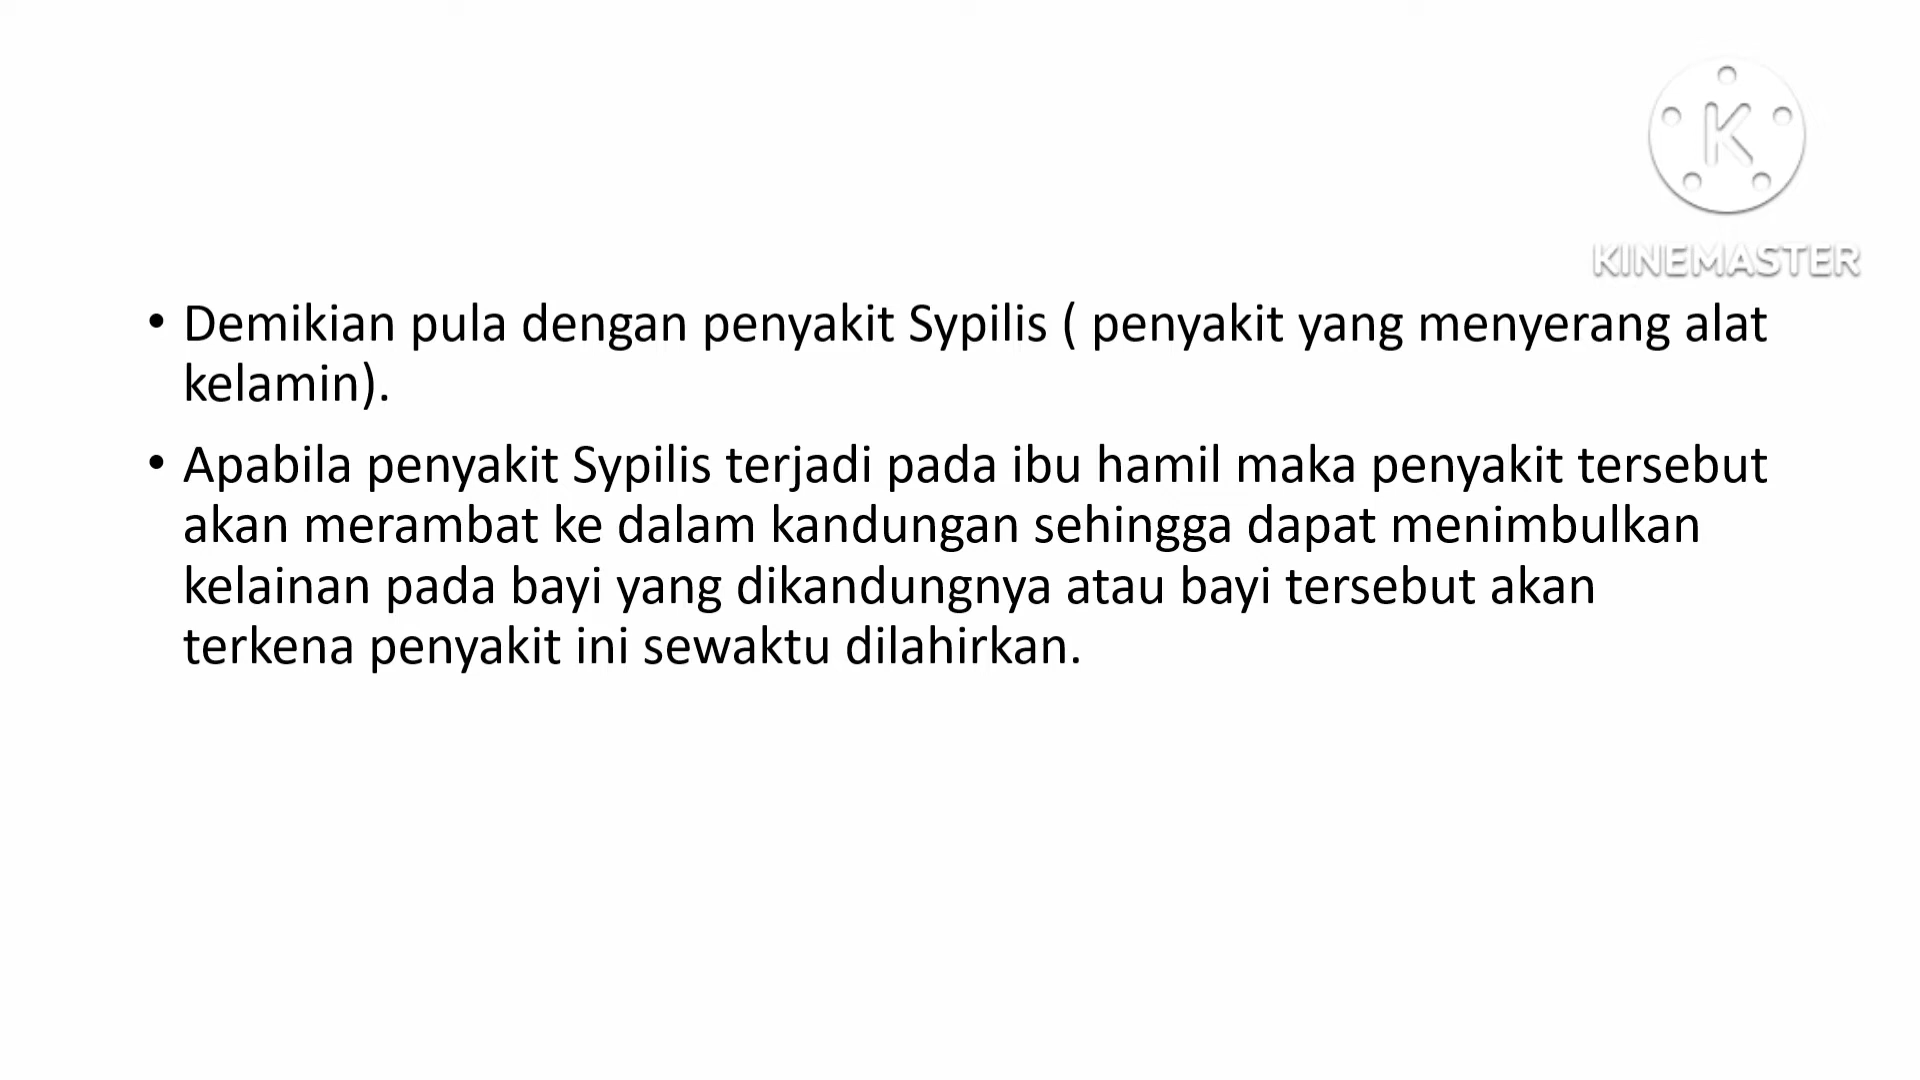 K
KINEMASTER
• Demikian pula dengan penyakit Sypilis ( penyakit yang menyerang alat
kelamin).
• Apabila penyakit Sypilis terjadi pada ibu hamil maka penyakit tersebut
akan merambat ke dalam kandungan sehingga dapat menimbulkan
kelainan pada bayi yang dikandungnya atau bayi tersebut akan
terkena penyakit ini sewaktu dilahirkan.